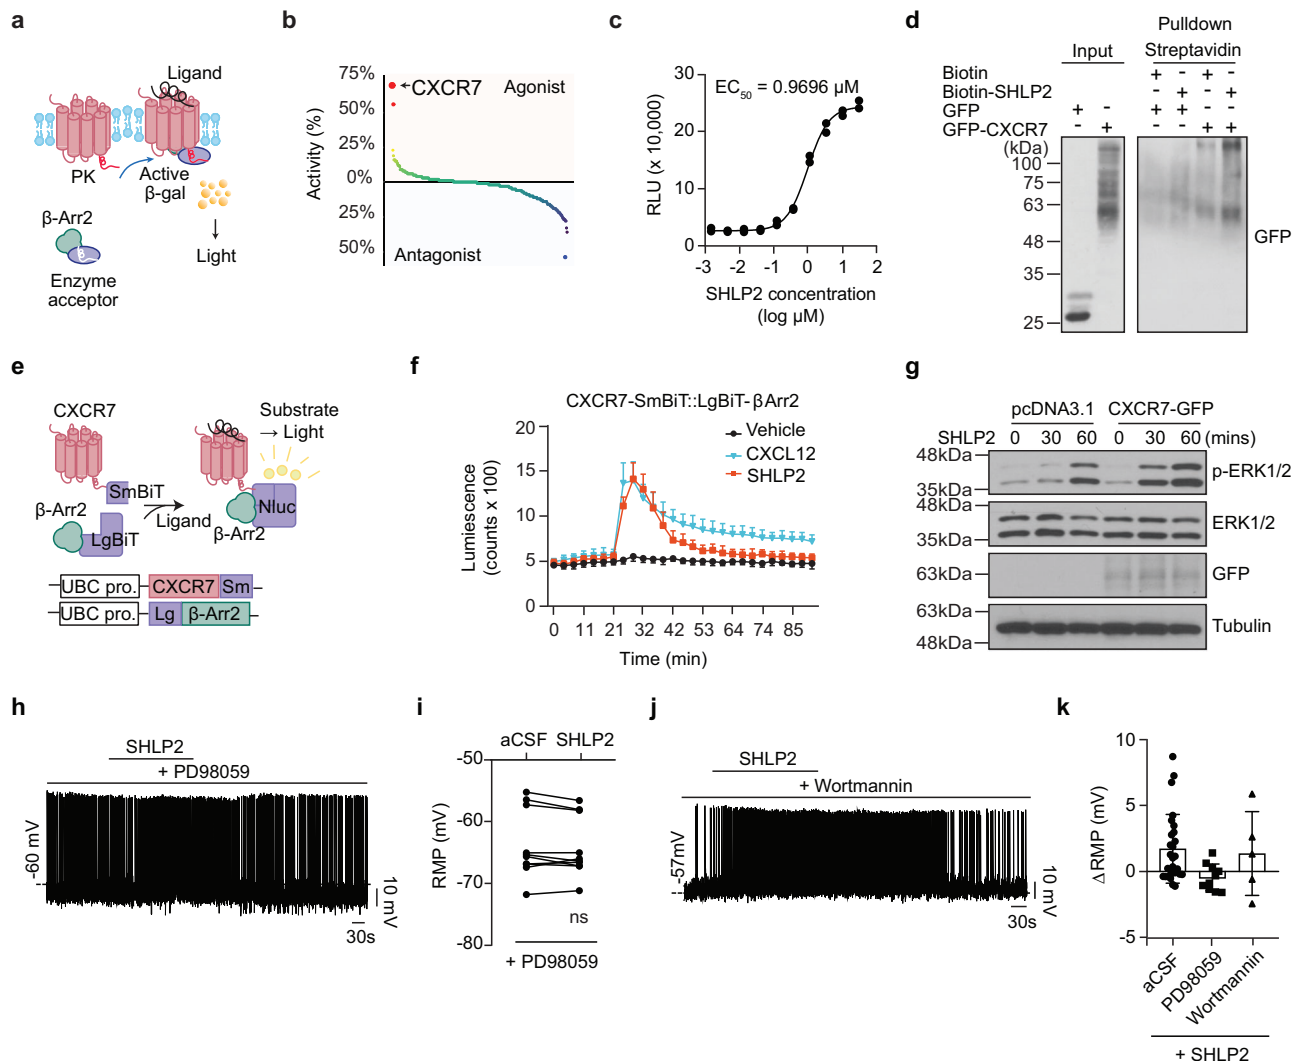 a
Ligand
PK
Active
β-gal
β-Arr2
Light
Enzyme
acceptor
b
75%
50%
25%
0%
25%
50%
Activity (%)
CXCR7
Agonist
Antagonist
c
30
20
10
0
RLU (x 10,000)
EC50 = 0.9696 µM
-3 -2 -1 0 1 2
SHLP2 concentration
(log µM)
d
Pulldown
Input Streptavidin
Biotin + - + -
Biotin-SHLP2 - + - +
GFP + - + + - -
GFP-CXCR7 - + - - + +
(kDa)
100
75
63
48
35
25
GFP
e
CXCR7
Substrate
→ Light
SmBiT
β-Arr2
LgBiT
Ligand
Nluc
β-Arr2
UBC pro. CXCR7 Sm
UBC pro. Lg β-Arr2
f
CXCR7-SmBiT::LgBiT-βArr2
Vehicle
CXCL12
SHLP2
20
15
10
5
0
Lumiescence
(counts x 100)
0 11 21 32 42 53 64 74 85
Time (min)
g
pcDNA3.1 CXCR7-GFP
SHLP2 0 30 60 0 30 60 (mins)
48kDa
35kDa
p-ERK1/2
48kDa
35kDa
ERK1/2
63kDa
GFP
63kDa
48kDa
Tubulin
h
SHLP2
+ PD98059
-60 mV
10 mV
30s
i
aCSF SHLP2
-50
-60
-70
-80
RMP (mV)
ns
+ PD98059
j
SHLP2
+ Wortmannin
-57mV
10 mV
30s
k
10
5
0
-5
ΔRMP (mV)
aCSF
PD98059
Wortmannin
+ SHLP2